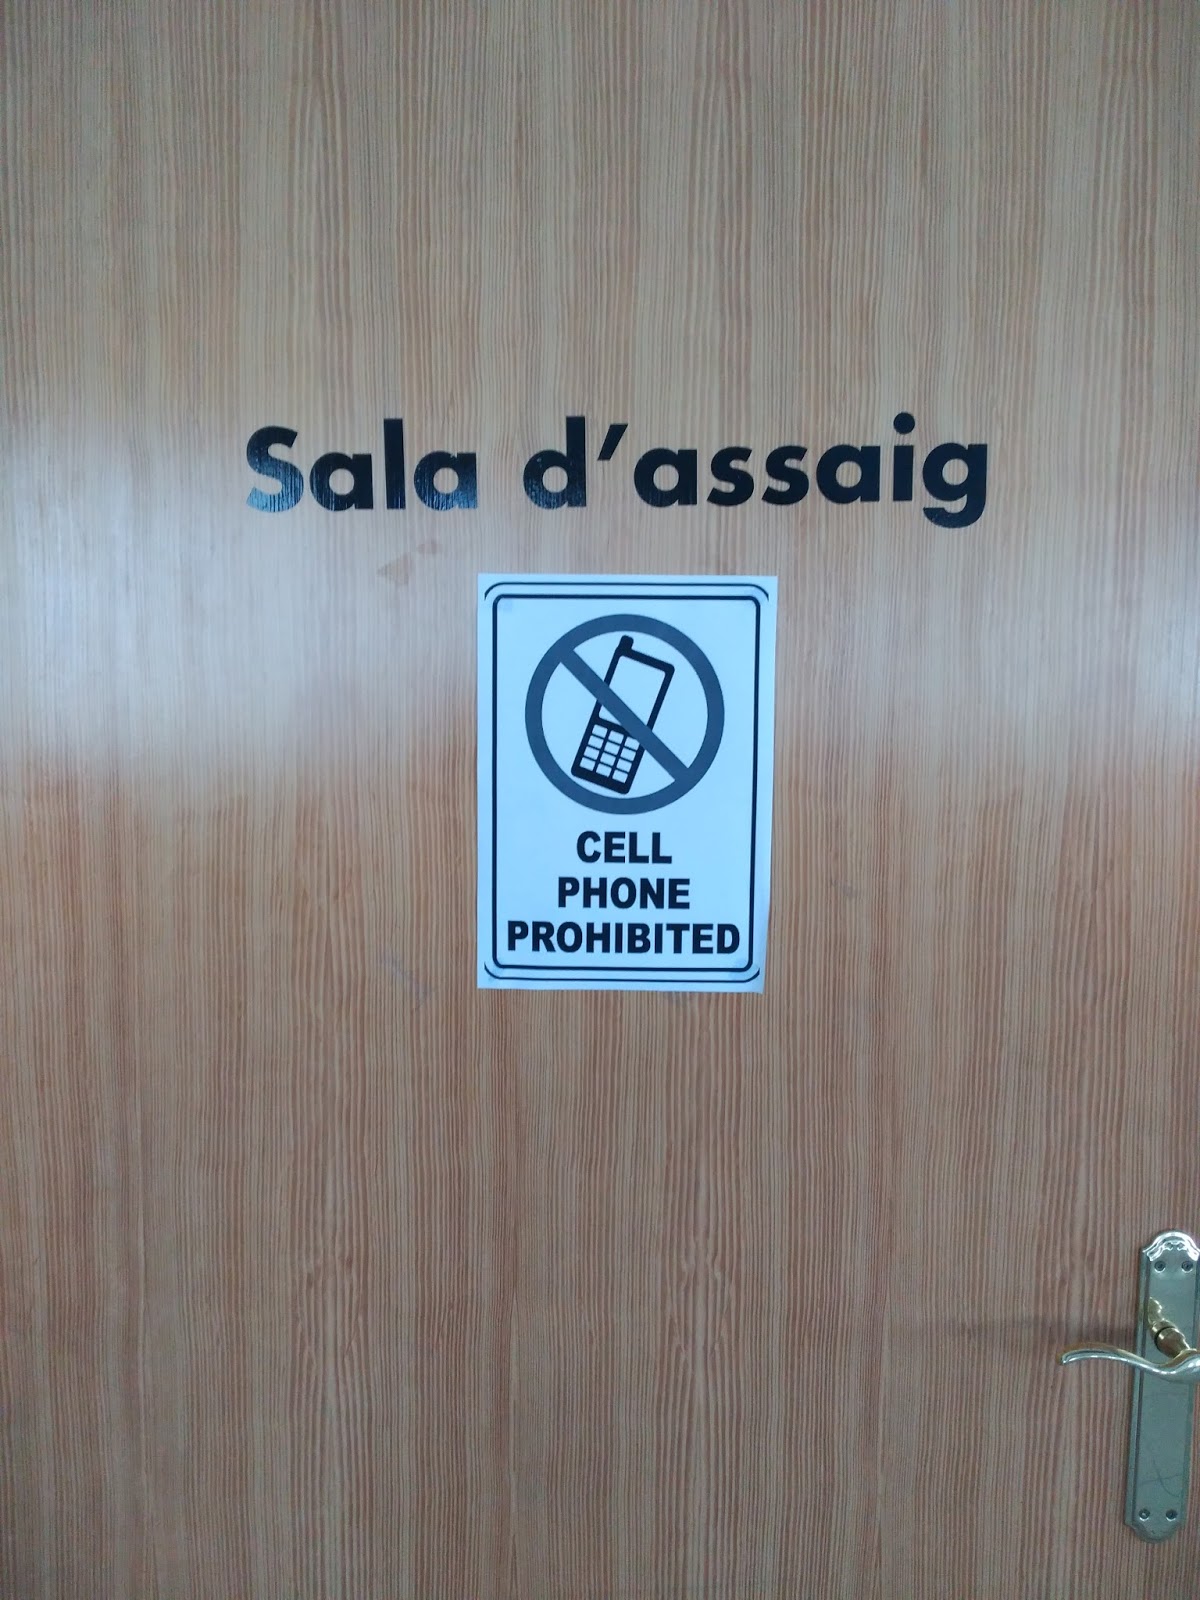 Sala d'assaig
CELL
PHONE
PROHIBITED